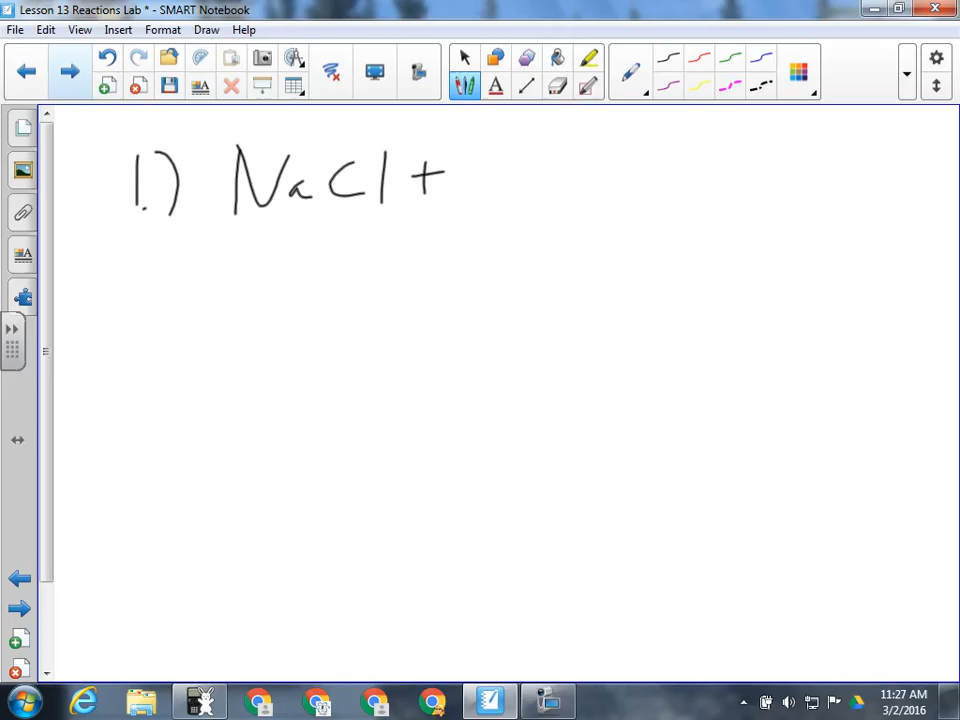 Lesson 13 Reactions Lab * - SMART Notebook
File Edit View Insert Format Draw Help
1.) NaCl +
11:27 AM
3/2/2016